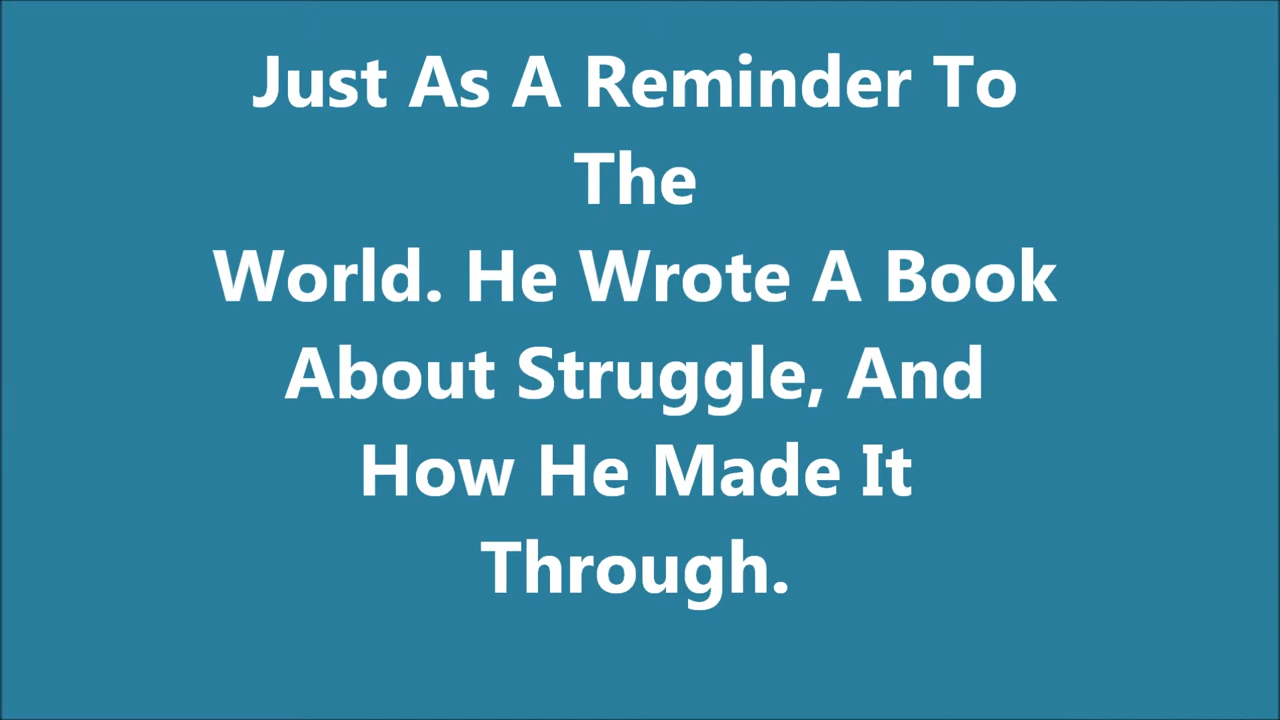 Just As A Reminder To
The
World. He Wrote A Book
About Struggle, And
How He Made It
Through.